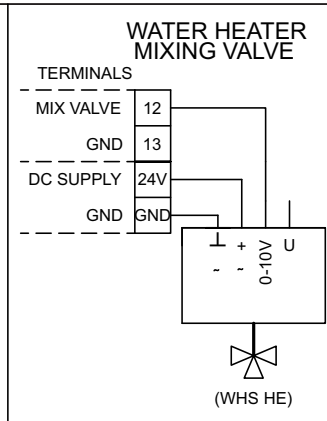 WATER HEATER
MIXING VALVE
TERMINALS
MIX VALVE 12
GND 13
DC SUPPLY 24V
GND GND
⊥ + 0-10V U
~ ~
(WHS HE)